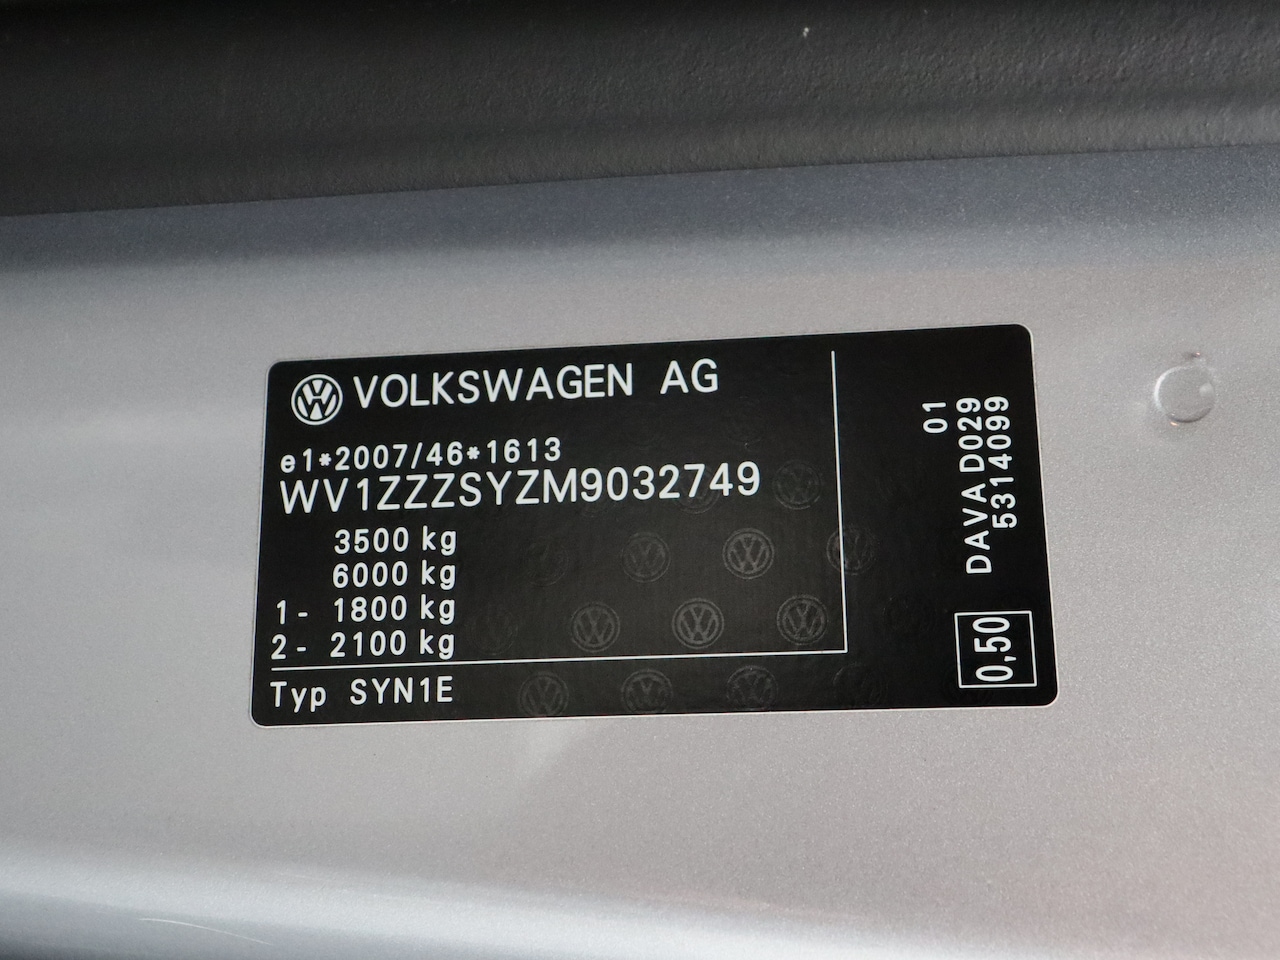 VOLKSWAGEN AG
e1*2007/46*1613
WV1ZZZSYZM9032749
3500 kg
6000 kg
1- 1800 kg
2- 2100 kg
Typ SYN1E
01
DAVA D029
5314099
0,50